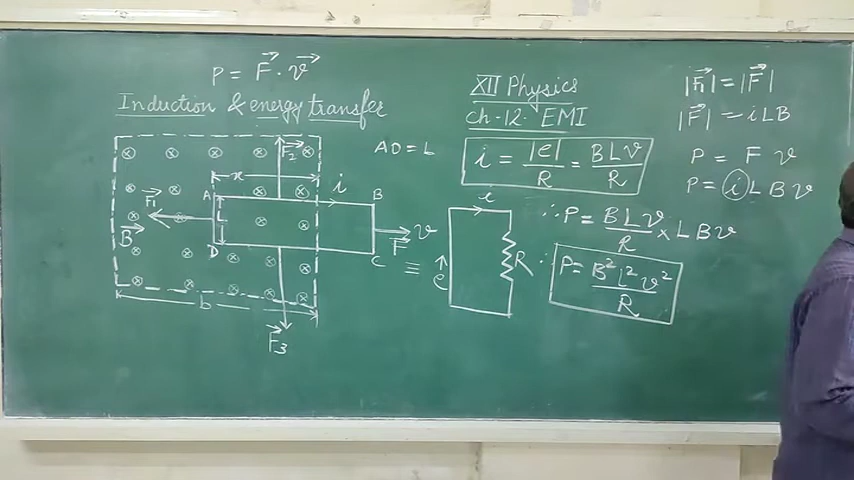 P = F⃗ · v⃗
Induction & energy transfer
XII Physics
Ch-12. EMI
AD = L
i = |e|/R = BLv/R
|F⃗₁| = |F⃗|
|F⃗| = iLB
P = F v
P = i L B v
∴ P = BLv/R × LBv
∴ P = B²L²v²/R
F⃗₂
x
i
A
B
F⃗₁
L
v
F⃗
B⃗
D
C
b
F⃗₃
≡
i
e
R